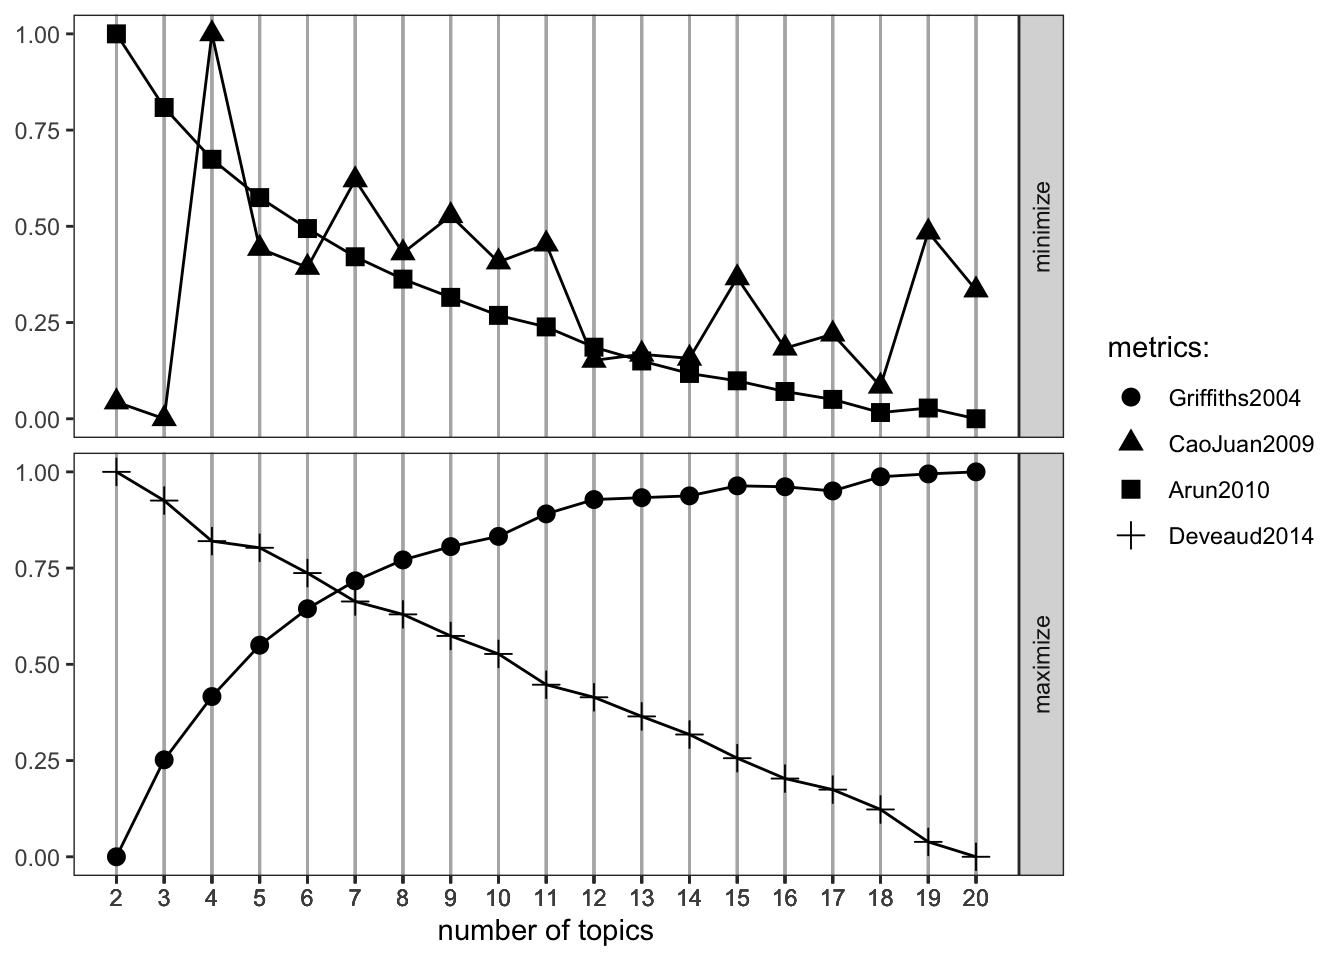 1.00
0.75
0.50
0.25
0.00
minimize
1.00
0.75
0.50
0.25
0.00
maximize
2 3 4 5 6 7 8 9 10 11 12 13 14 15 16 17 18 19 20
number of topics
metrics:
Griffiths2004
CaoJuan2009
Arun2010
Deveaud2014